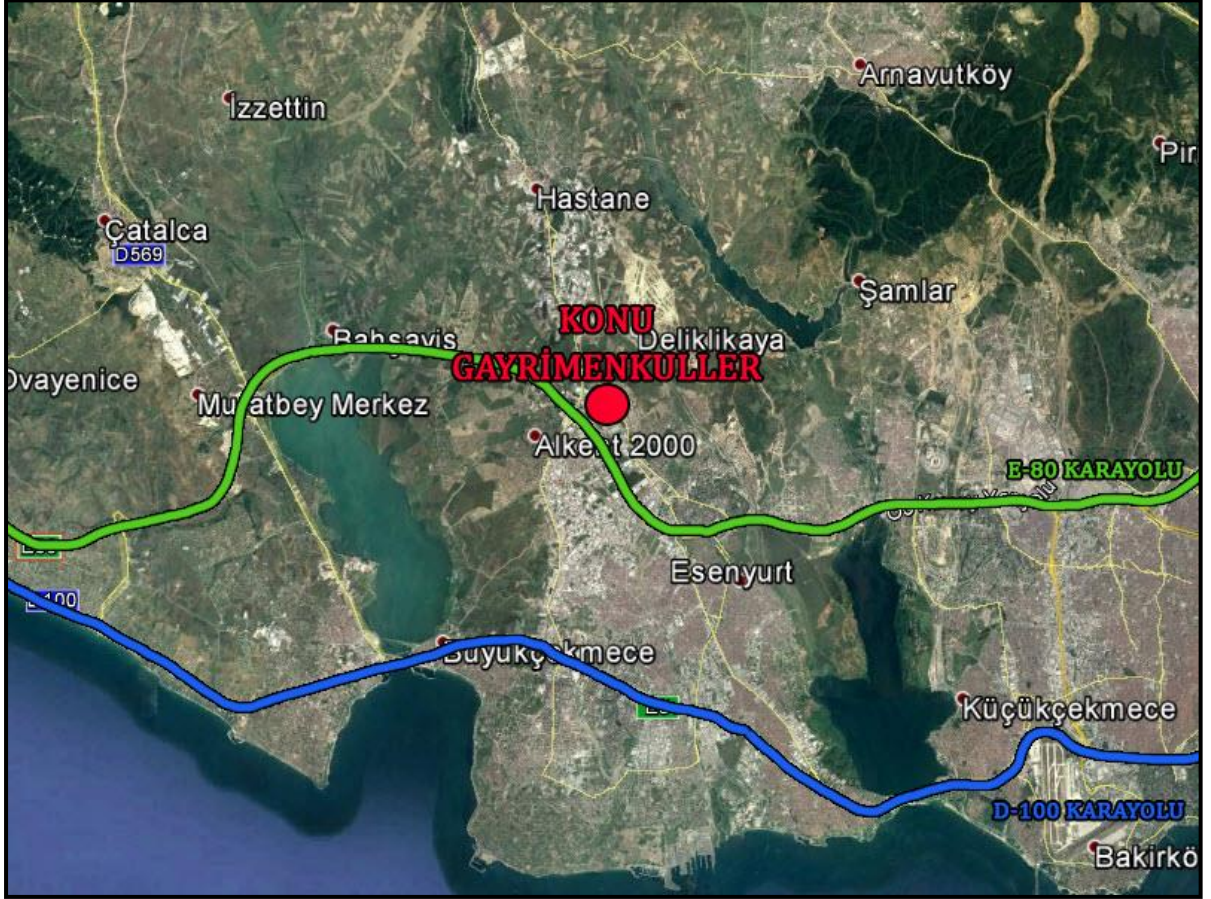 Arnavutköy
İzzettin
Pir
Hastane
Çatalca
D569
Şamlar
KONU
Bahşayiş
Deliklikaya
GAYRİMENKULLER
Ovayenice
Muratbey Merkez
Alkent 2000
E-80 KARAYOLU
Esenyurt
Büyükçekmece
Küçükçekmece
D-100 KARAYOLU
Bakirkö